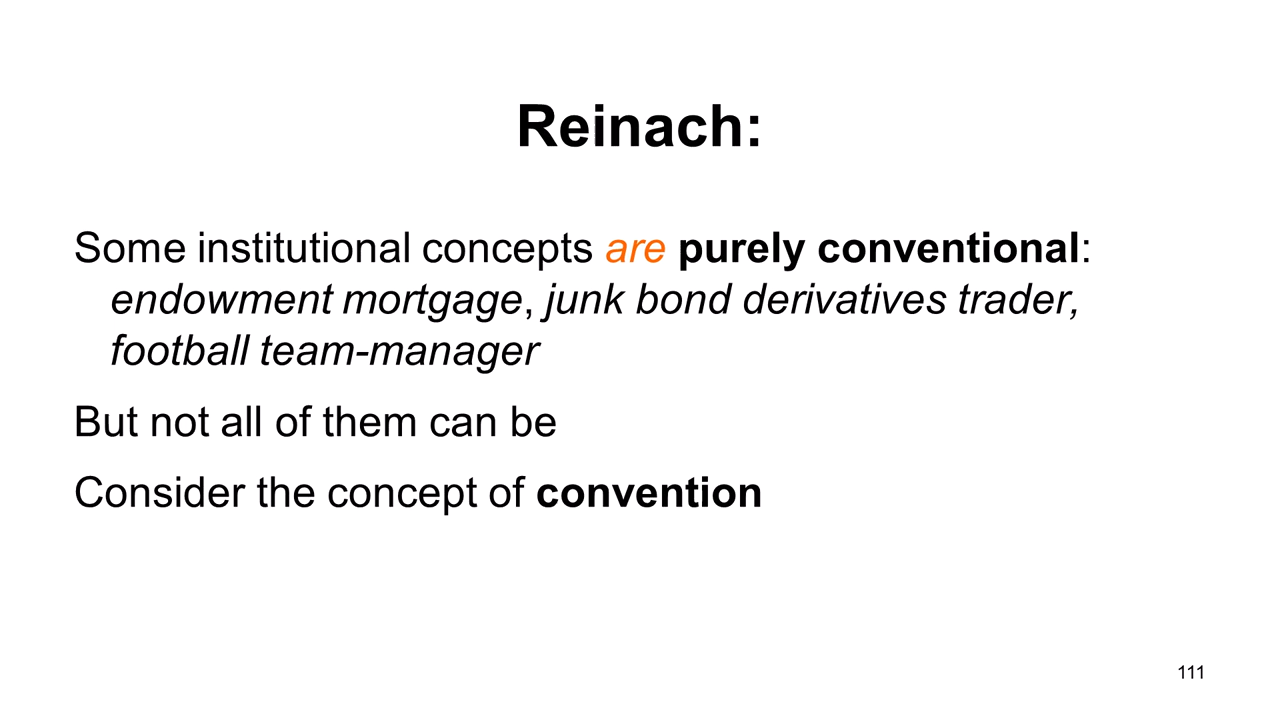 Reinach:
Some institutional concepts are purely conventional:
endowment mortgage, junk bond derivatives trader,
football team-manager
But not all of them can be
Consider the concept of convention
111